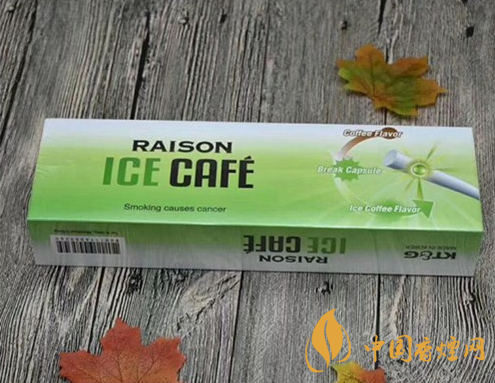 RAISON
ICE CAFÉ
Smoking causes cancer
Coffee Flavor
Break Capsule
Ice Coffee Flavor
RAISON
ICE CAFÉ
KT&G
MADE IN KOREA
中国香烟网